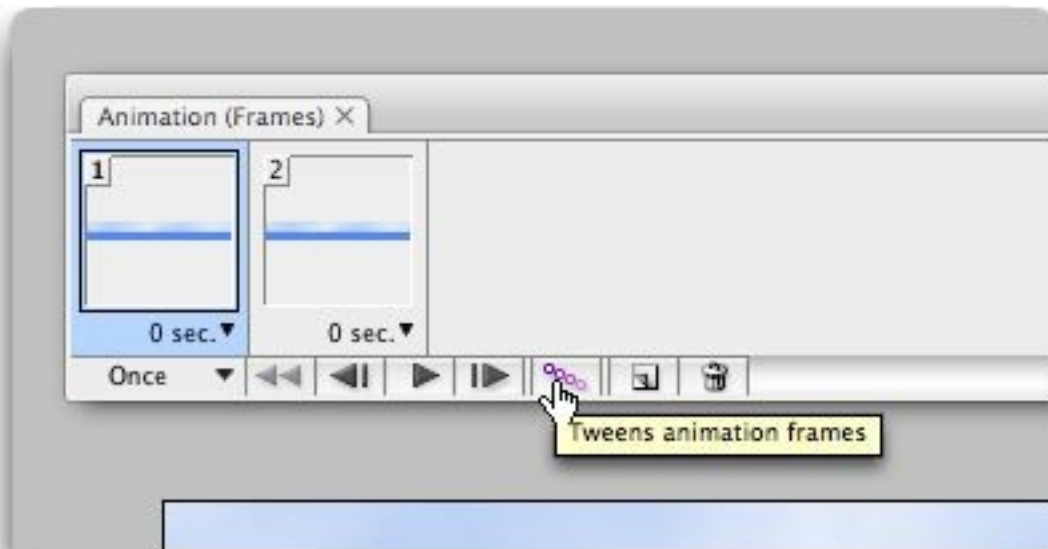 Animation (Frames) ×
1
2
0 sec.
0 sec.
Once
Tweens animation frames